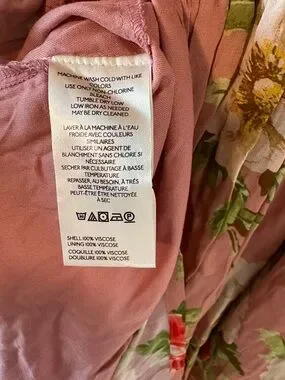 MACHINE WASH COLD WITH LIKE
COLORS
USE ONLY NON-CHLORINE
BLEACH
TUMBLE DRY LOW
LOW IRON AS NEEDED
MAY BE DRY CLEANED
LAVER À LA MACHINE À L'EAU
FROIDE AVEC COULEURS
SIMILAIRES
UTILISER UN AGENT DE
BLANCHIMENT SANS CHLORE SI
NÉCESSAIRE
SECHER PAR CULBUTAGE À BASSE
TEMPÉRATURE
REPASSER, AU BESOIN, À TRÈS
BASSE TEMPÉRATURE
PEUT-ÊTRE ÊTRE NETTOYÉE
À SEC
SHELL 100% VISCOSE
LINING 100% VISCOSE
COQUILLE 100% VISCOSE
DOUBLURE 100% VISCOSE